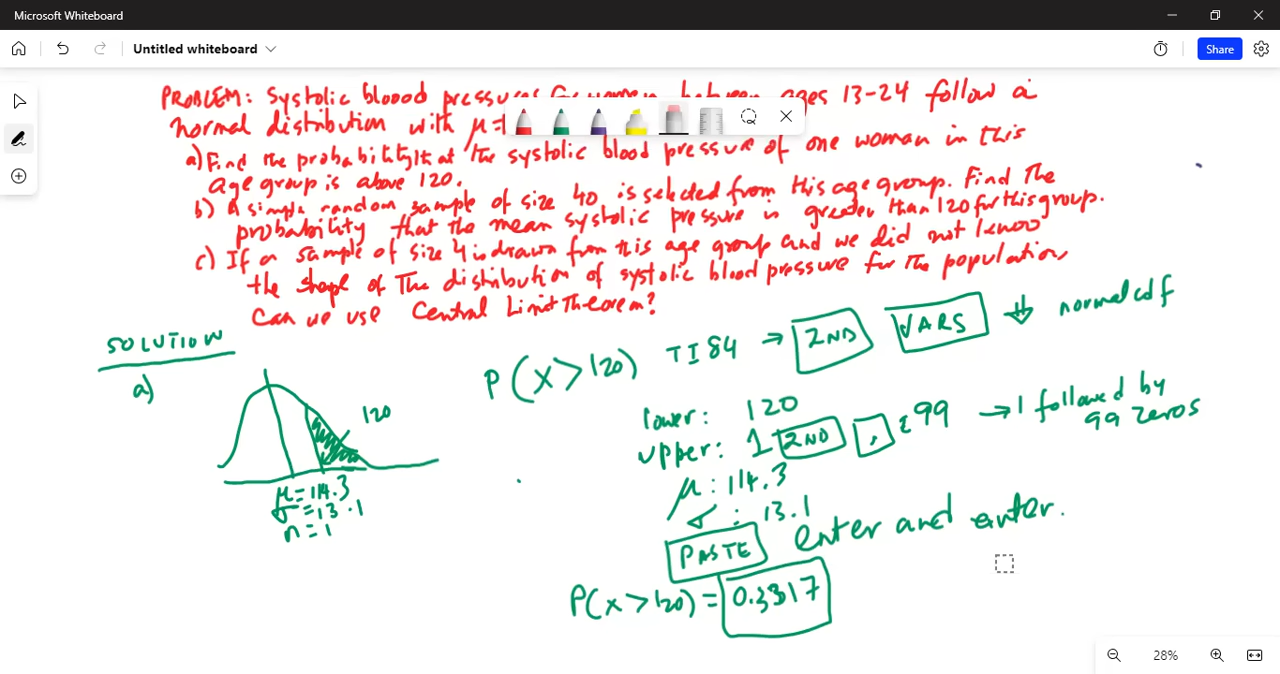 Microsoft Whiteboard
Untitled whiteboard
Share
PROBLEM: Systolic bloood pressures for women between ages 13-24 follow a
normal distribution with μ=1
a) Find the probability that the systolic blood pressure of one woman in this
age group is above 120.
b) A simple random sample of size 40 is selected from this age group. Find the
probability that the mean systolic pressure is greater than 120 for this group.
c) If a sample of size 4 is drawn from this age group and we did not know
the shape of the distribution of systolic blood pressure for the population,
Can we use Central Limit Theorem?
SOLUTION
a)
120
μ=114.3
σ=13.1
n=1
P(X>120) TI84 → 2ND VARS ↓ normalcdf
lower: 120
upper: 1 2ND , E99 → 1 followed by
99 zeros
μ: 114.3
σ: 13.1
PASTE enter and enter.
P(X>120) = 0.3317
28%